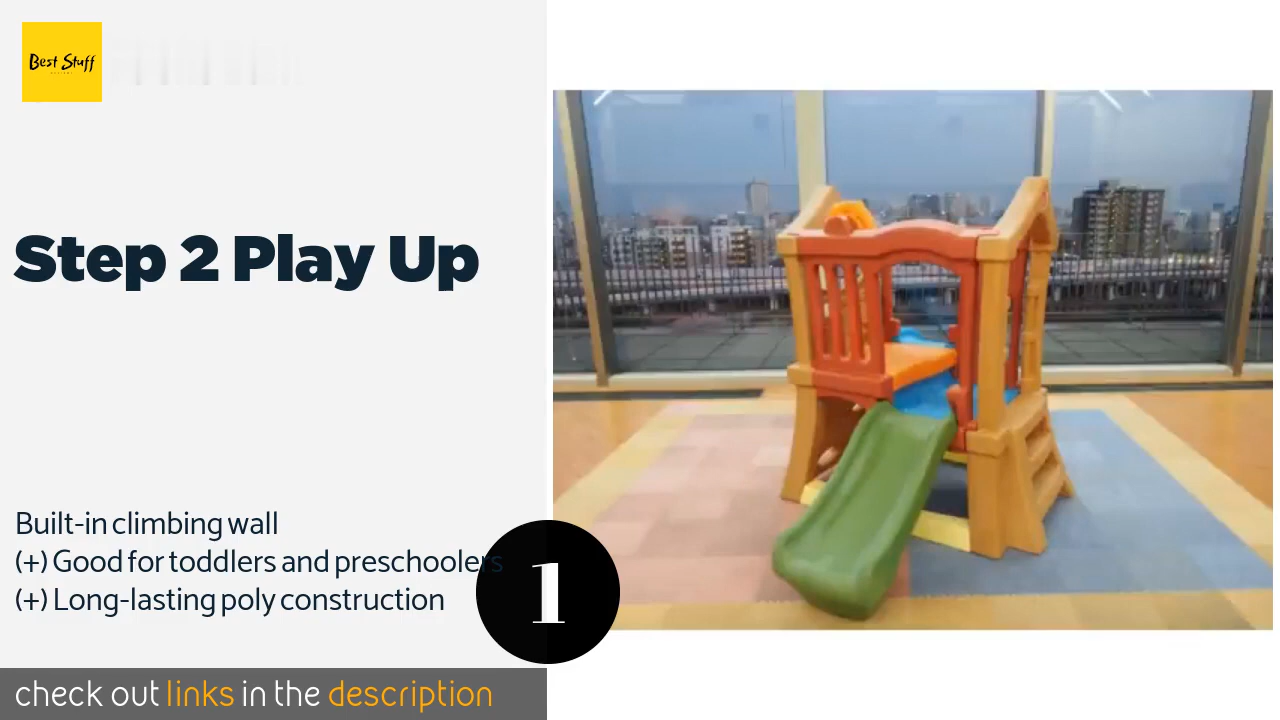 Best Stuff
Step 2 Play Up
Built-in climbing wall
(+) Good for toddlers and preschoolers
(+) Long-lasting poly construction
1
check out links in the description